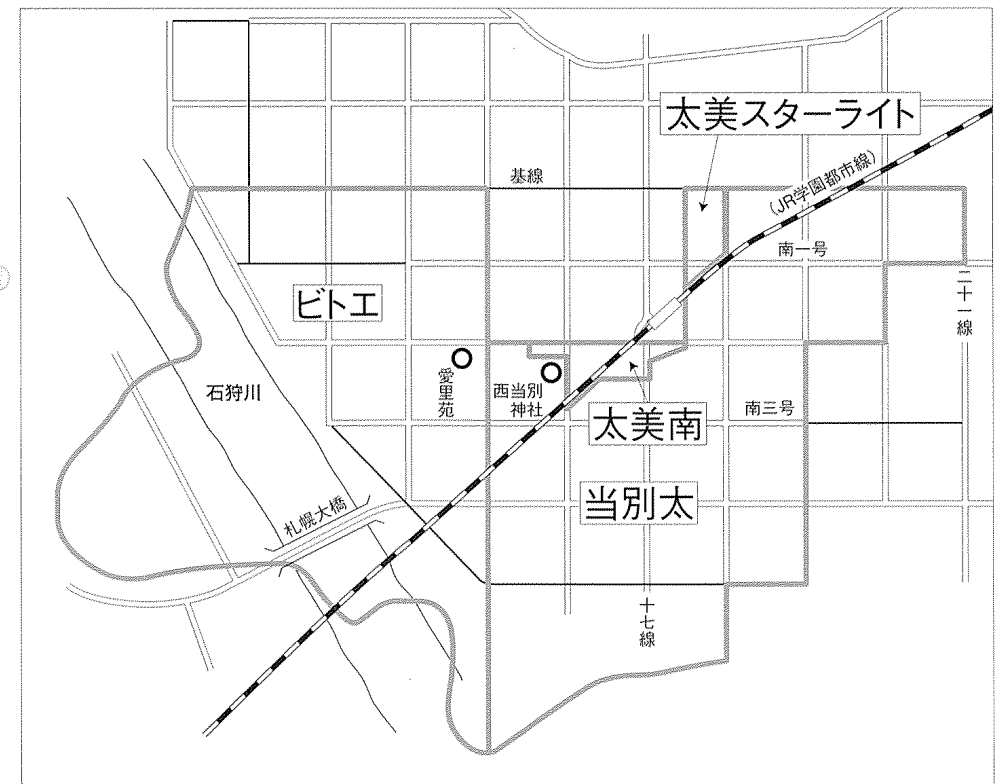 太美スターライト
基線
(JR学園都市線)
南一号
二十一線
ビトエ
石狩川
愛里苑
西当別
神社
太美南
南三号
当別太
札幌大橋
十七線